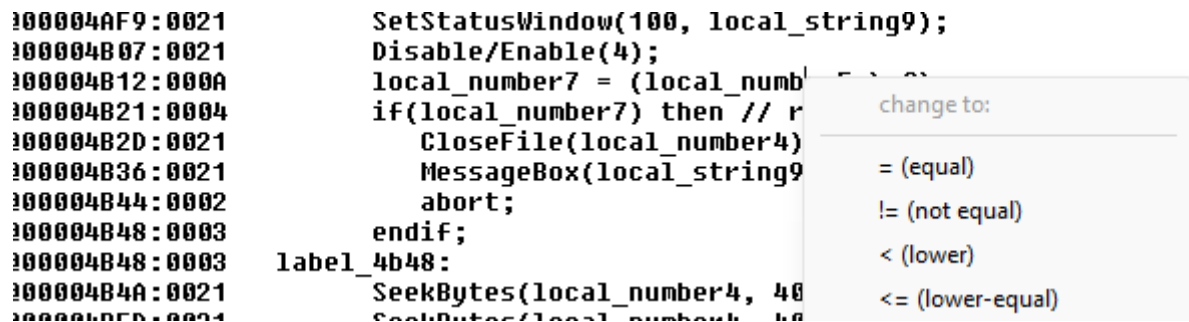 @00004AF9:0021 SetStatusWindow(100, local_string9);
@00004B07:0021 Disable/Enable(4);
@00004B12:000A local_number7 = (local_numb
@00004B21:0004 if(local_number7) then // r
@00004B2D:0021 CloseFile(local_number4)
@00004B36:0021 MessageBox(local_string9
@00004B44:0002 abort;
@00004B48:0003 endif;
@00004B48:0003 label_4b48:
@00004B4A:0021 SeekBytes(local_number4, 40
change to:
= (equal)
!= (not equal)
< (lower)
<= (lower-equal)